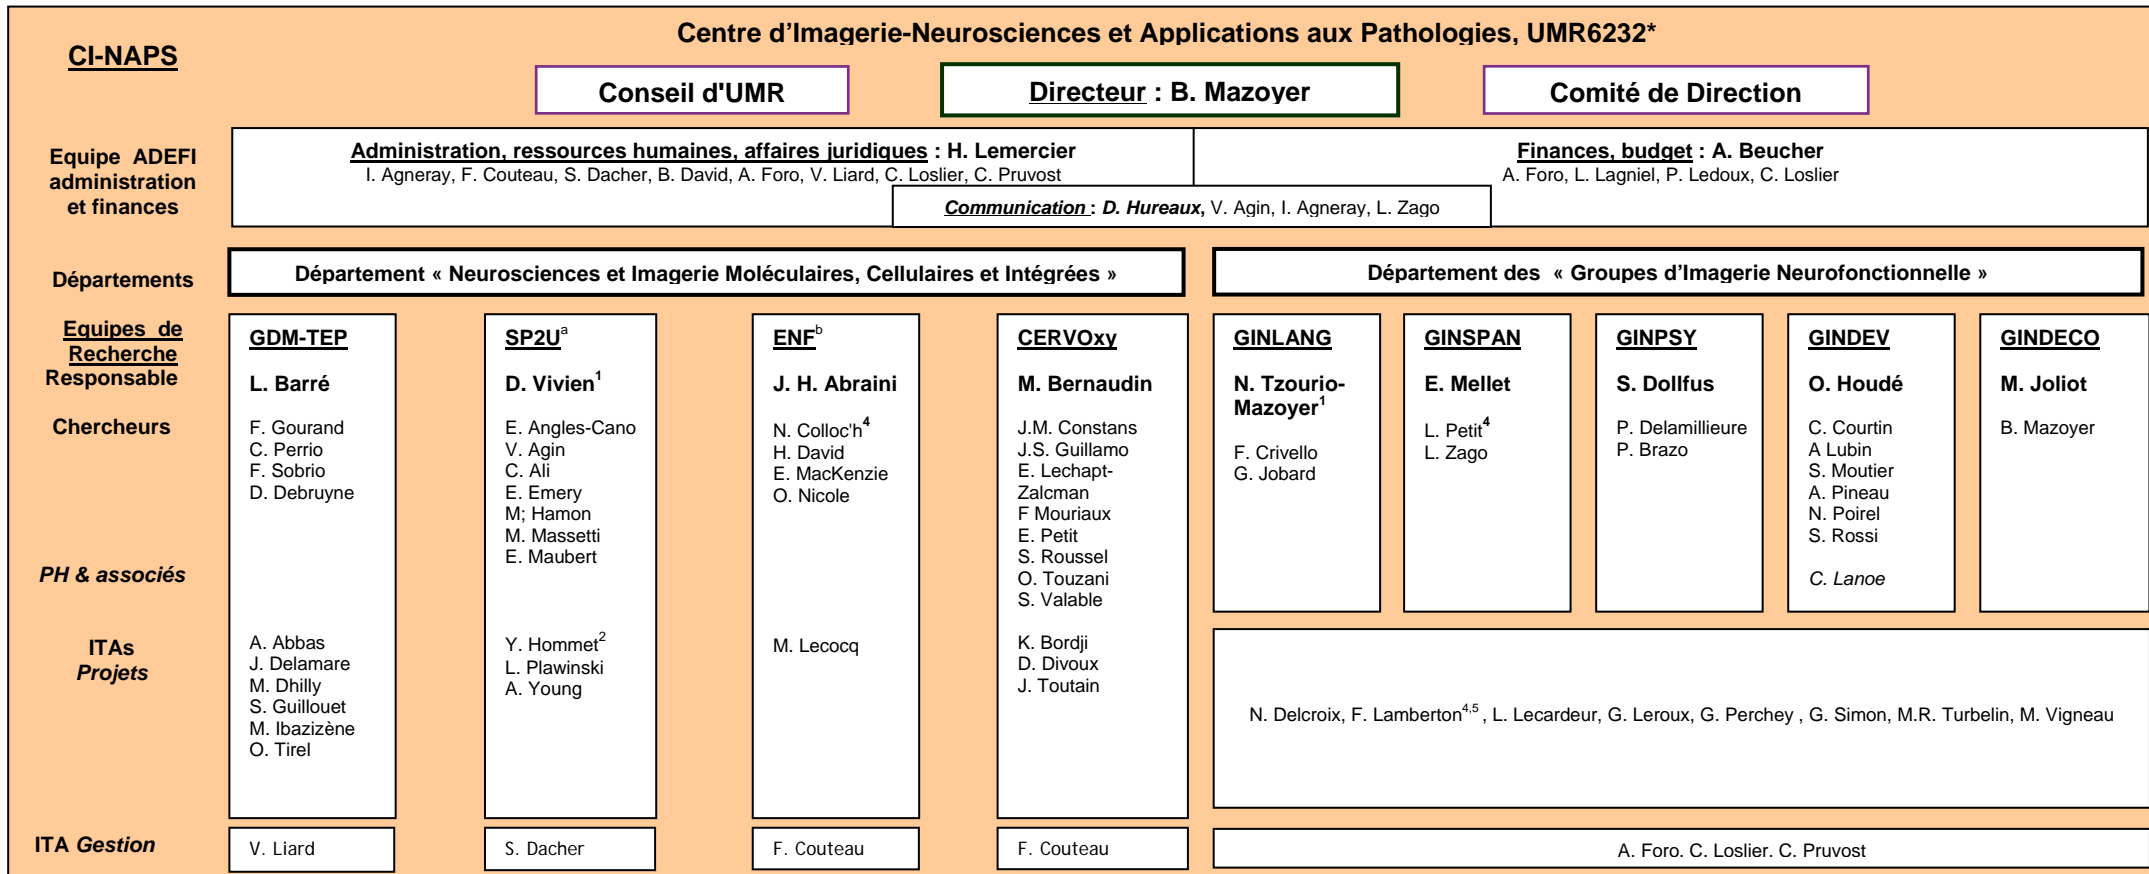 Centre d'Imagerie-Neurosciences et Applications aux Pathologies, UMR6232*
CI-NAPS
Conseil d'UMR
Directeur : B. Mazoyer
Comité de Direction
Equipe ADEFI
administration
et finances
Administration, ressources humaines, affaires juridiques : H. Lemercier
I. Agneray, F. Couteau, S. Dacher, B. David, A. Foro, V. Liard, C. Loslier, C. Pruvost
Finances, budget : A. Beucher
A. Foro, L. Lagniel, P. Ledoux, C. Loslier
Communication : D. Hureaux, V. Agin, I. Agneray, L. Zago
Départements
Département « Neurosciences et Imagerie Moléculaires, Cellulaires et Intégrées »
Département des « Groupes d'Imagerie Neurofonctionnelle »
Equipes de
Recherche
Responsable
Chercheurs
PH & associés
GDM-TEP
L. Barré
F. Gourand
C. Perrio
F. Sobrio
D. Debruyne
SP2Uª
D. Vivien¹
E. Angles-Cano
V. Agin
C. Ali
E. Emery
M; Hamon
M. Massetti
E. Maubert
ENFᵇ
J. H. Abraini
N. Colloc'h⁴
H. David
E. MacKenzie
O. Nicole
CERVOxy
M. Bernaudin
J.M. Constans
J.S. Guillamo
E. Lechapt-
Zalcman
F Mouriaux
E. Petit
S. Roussel
O. Touzani
S. Valable
GINLANG
N. Tzourio-
Mazoyer¹
F. Crivello
G. Jobard
GINSPAN
E. Mellet
L. Petit⁴
L. Zago
GINPSY
S. Dollfus
P. Delamillieure
P. Brazo
GINDEV
O. Houdé
C. Courtin
A Lubin
S. Moutier
A. Pineau
N. Poirel
S. Rossi
C. Lanoe
GINDECO
M. Joliot
B. Mazoyer
ITAs
Projets
A. Abbas
J. Delamare
M. Dhilly
S. Guillouet
M. Ibazizène
O. Tirel
Y. Hommet²
L. Plawinski
A. Young
M. Lecocq
K. Bordji
D. Divoux
J. Toutain
N. Delcroix, F. Lamberton⁴,⁵ , L. Lecardeur, G. Leroux, G. Perchey , G. Simon, M.R. Turbelin, M. Vigneau
ITA Gestion
V. Liard
S. Dacher
F. Couteau
F. Couteau
A. Foro. C. Loslier. C. Pruvost